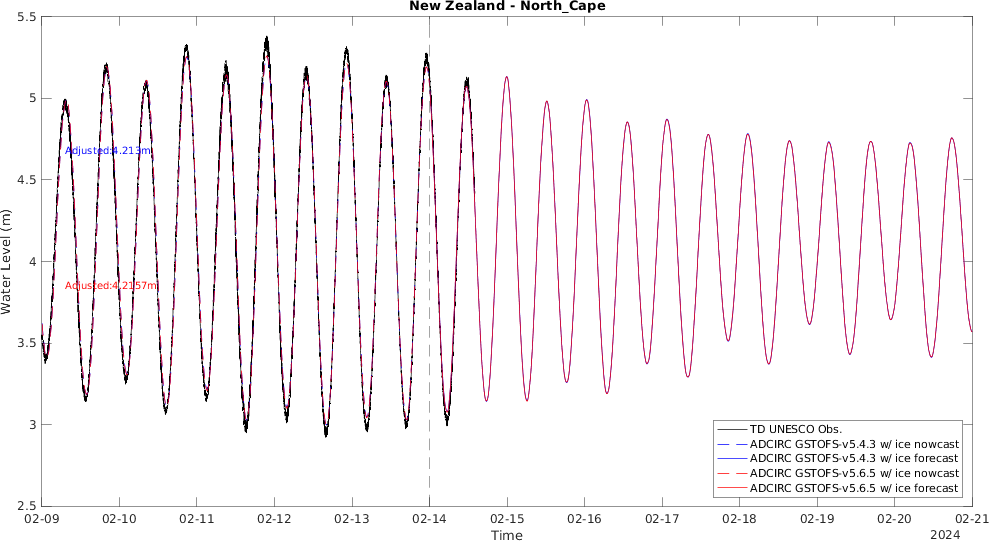 New Zealand - North_Cape
5.5
5
4.5
4
3.5
3
2.5
Water Level (m)
Adjusted:4.213m
Adjusted:4.2157m
TD UNESCO Obs.
ADCIRC GSTOFS-v5.4.3 w/ ice nowcast
ADCIRC GSTOFS-v5.4.3 w/ ice forecast
ADCIRC GSTOFS-v5.6.5 w/ ice nowcast
ADCIRC GSTOFS-v5.6.5 w/ ice forecast
02-09 02-10 02-11 02-12 02-13 02-14 02-15 02-16 02-17 02-18 02-19 02-20 02-21
Time
2024